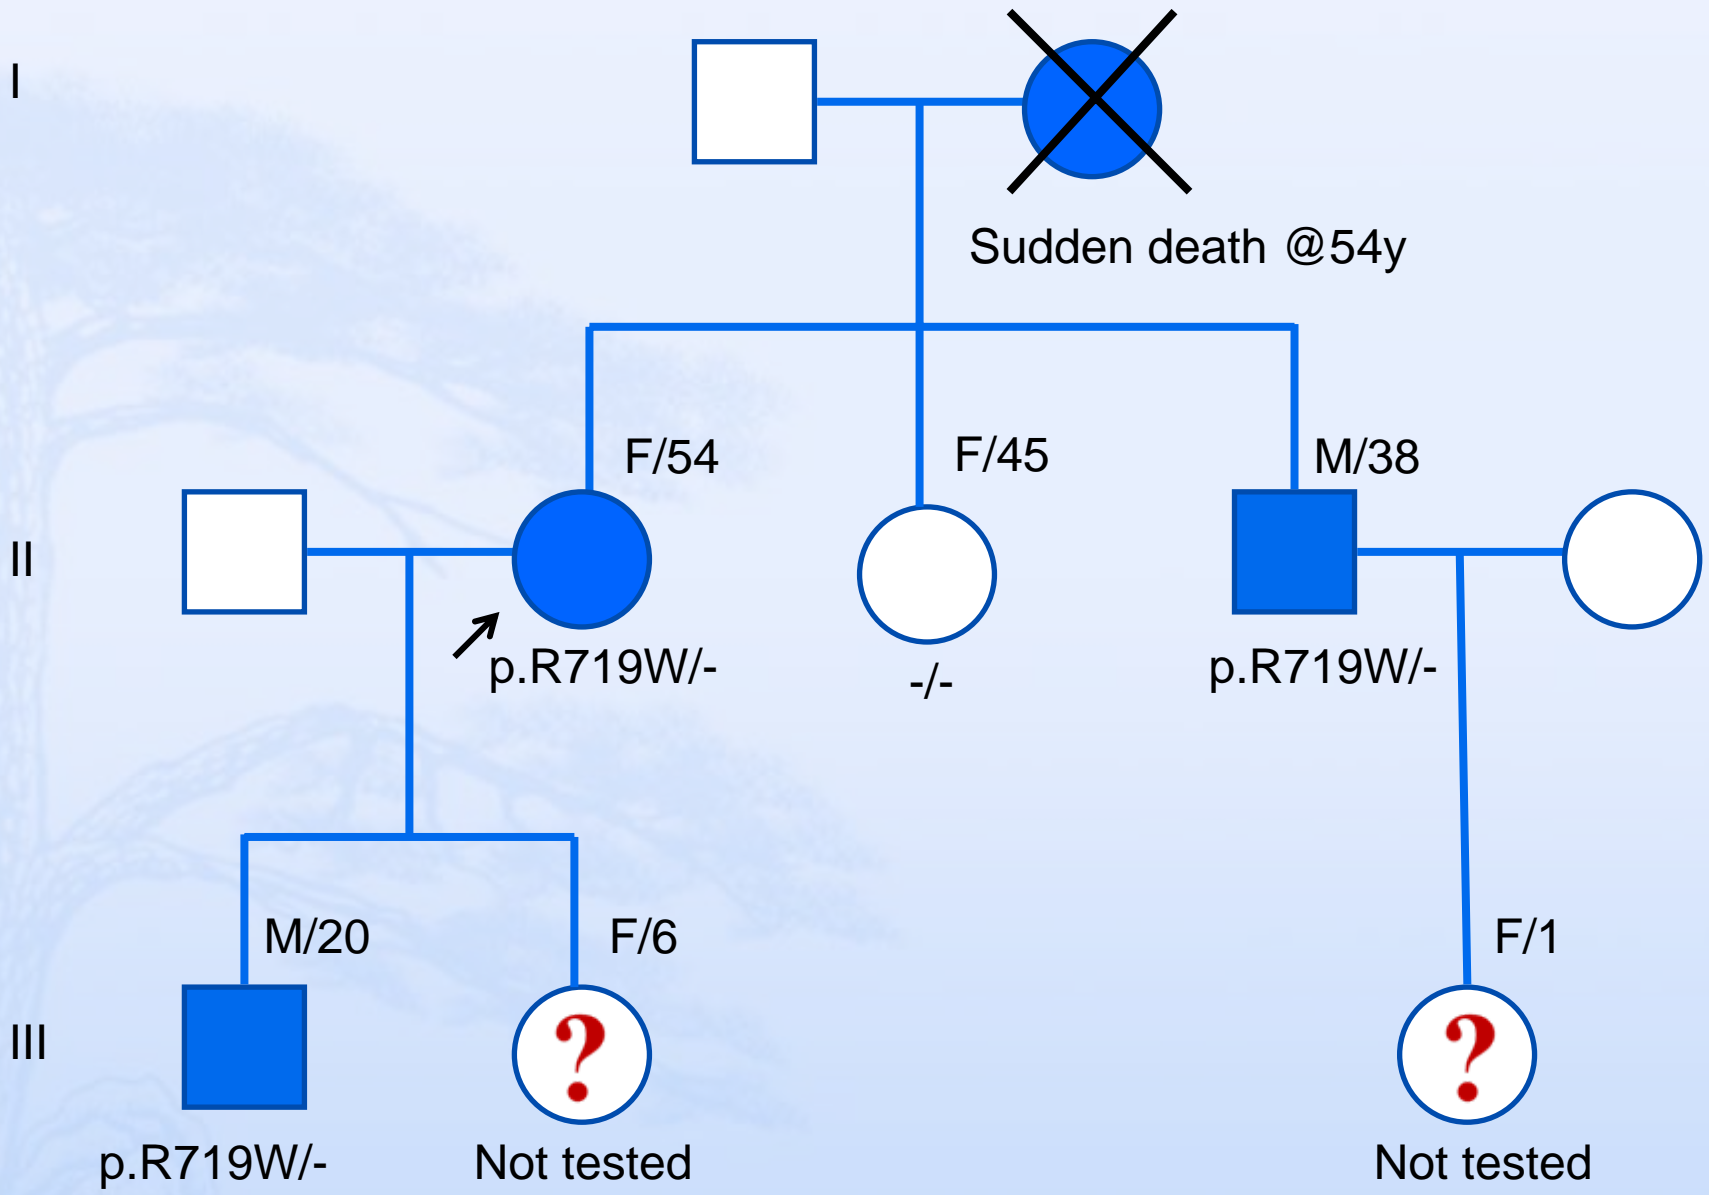 I
Sudden death @54y
F/54
F/45
M/38
II
p.R719W/-
-/-
p.R719W/-
M/20
F/6
F/1
III
?
?
p.R719W/-
Not tested
Not tested